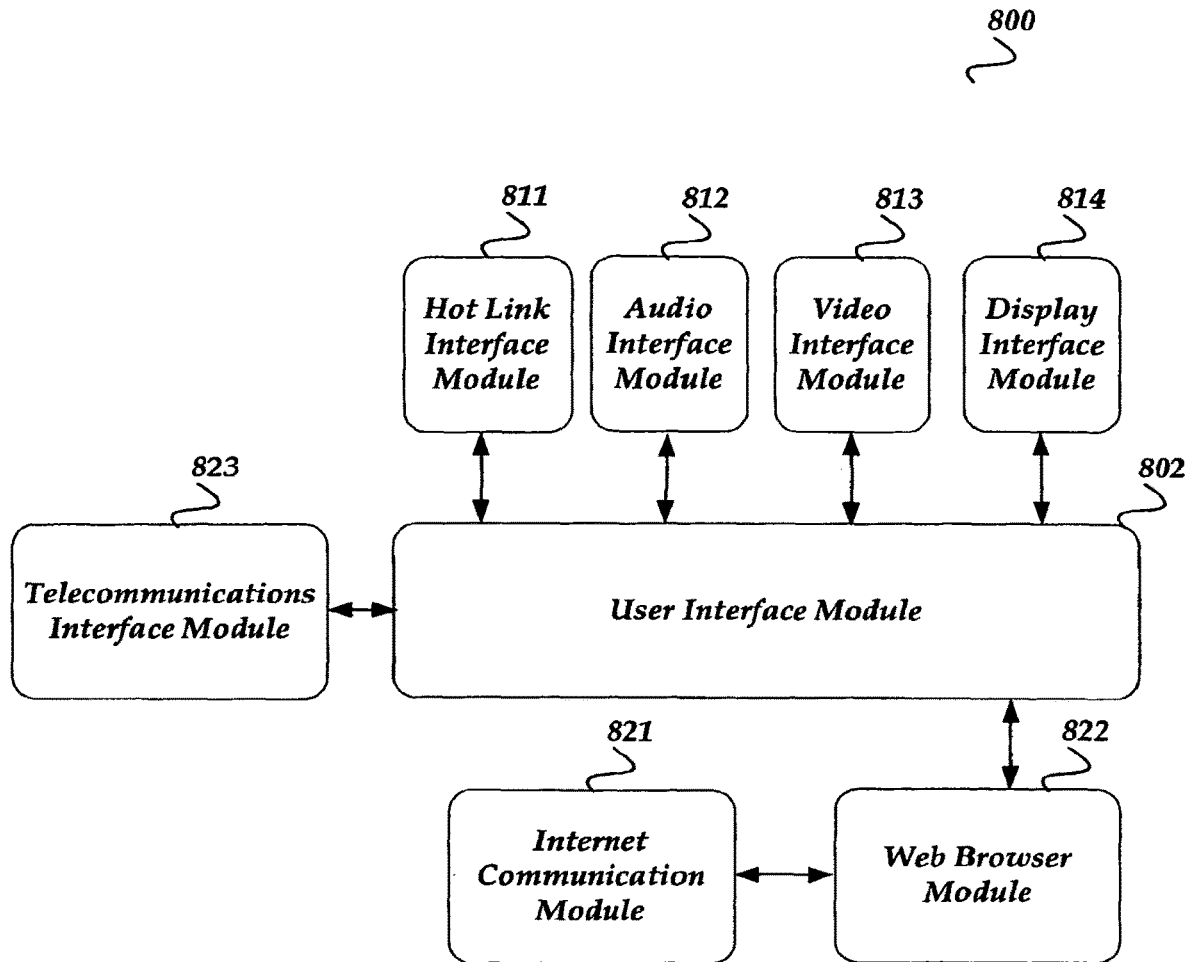 800
811
812
813
814
Hot Link
Interface
Module
Audio
Interface
Module
Video
Interface
Module
Display
Interface
Module
823
802
Telecommunications
Interface Module
User Interface Module
821
822
Internet
Communication
Module
Web Browser
Module